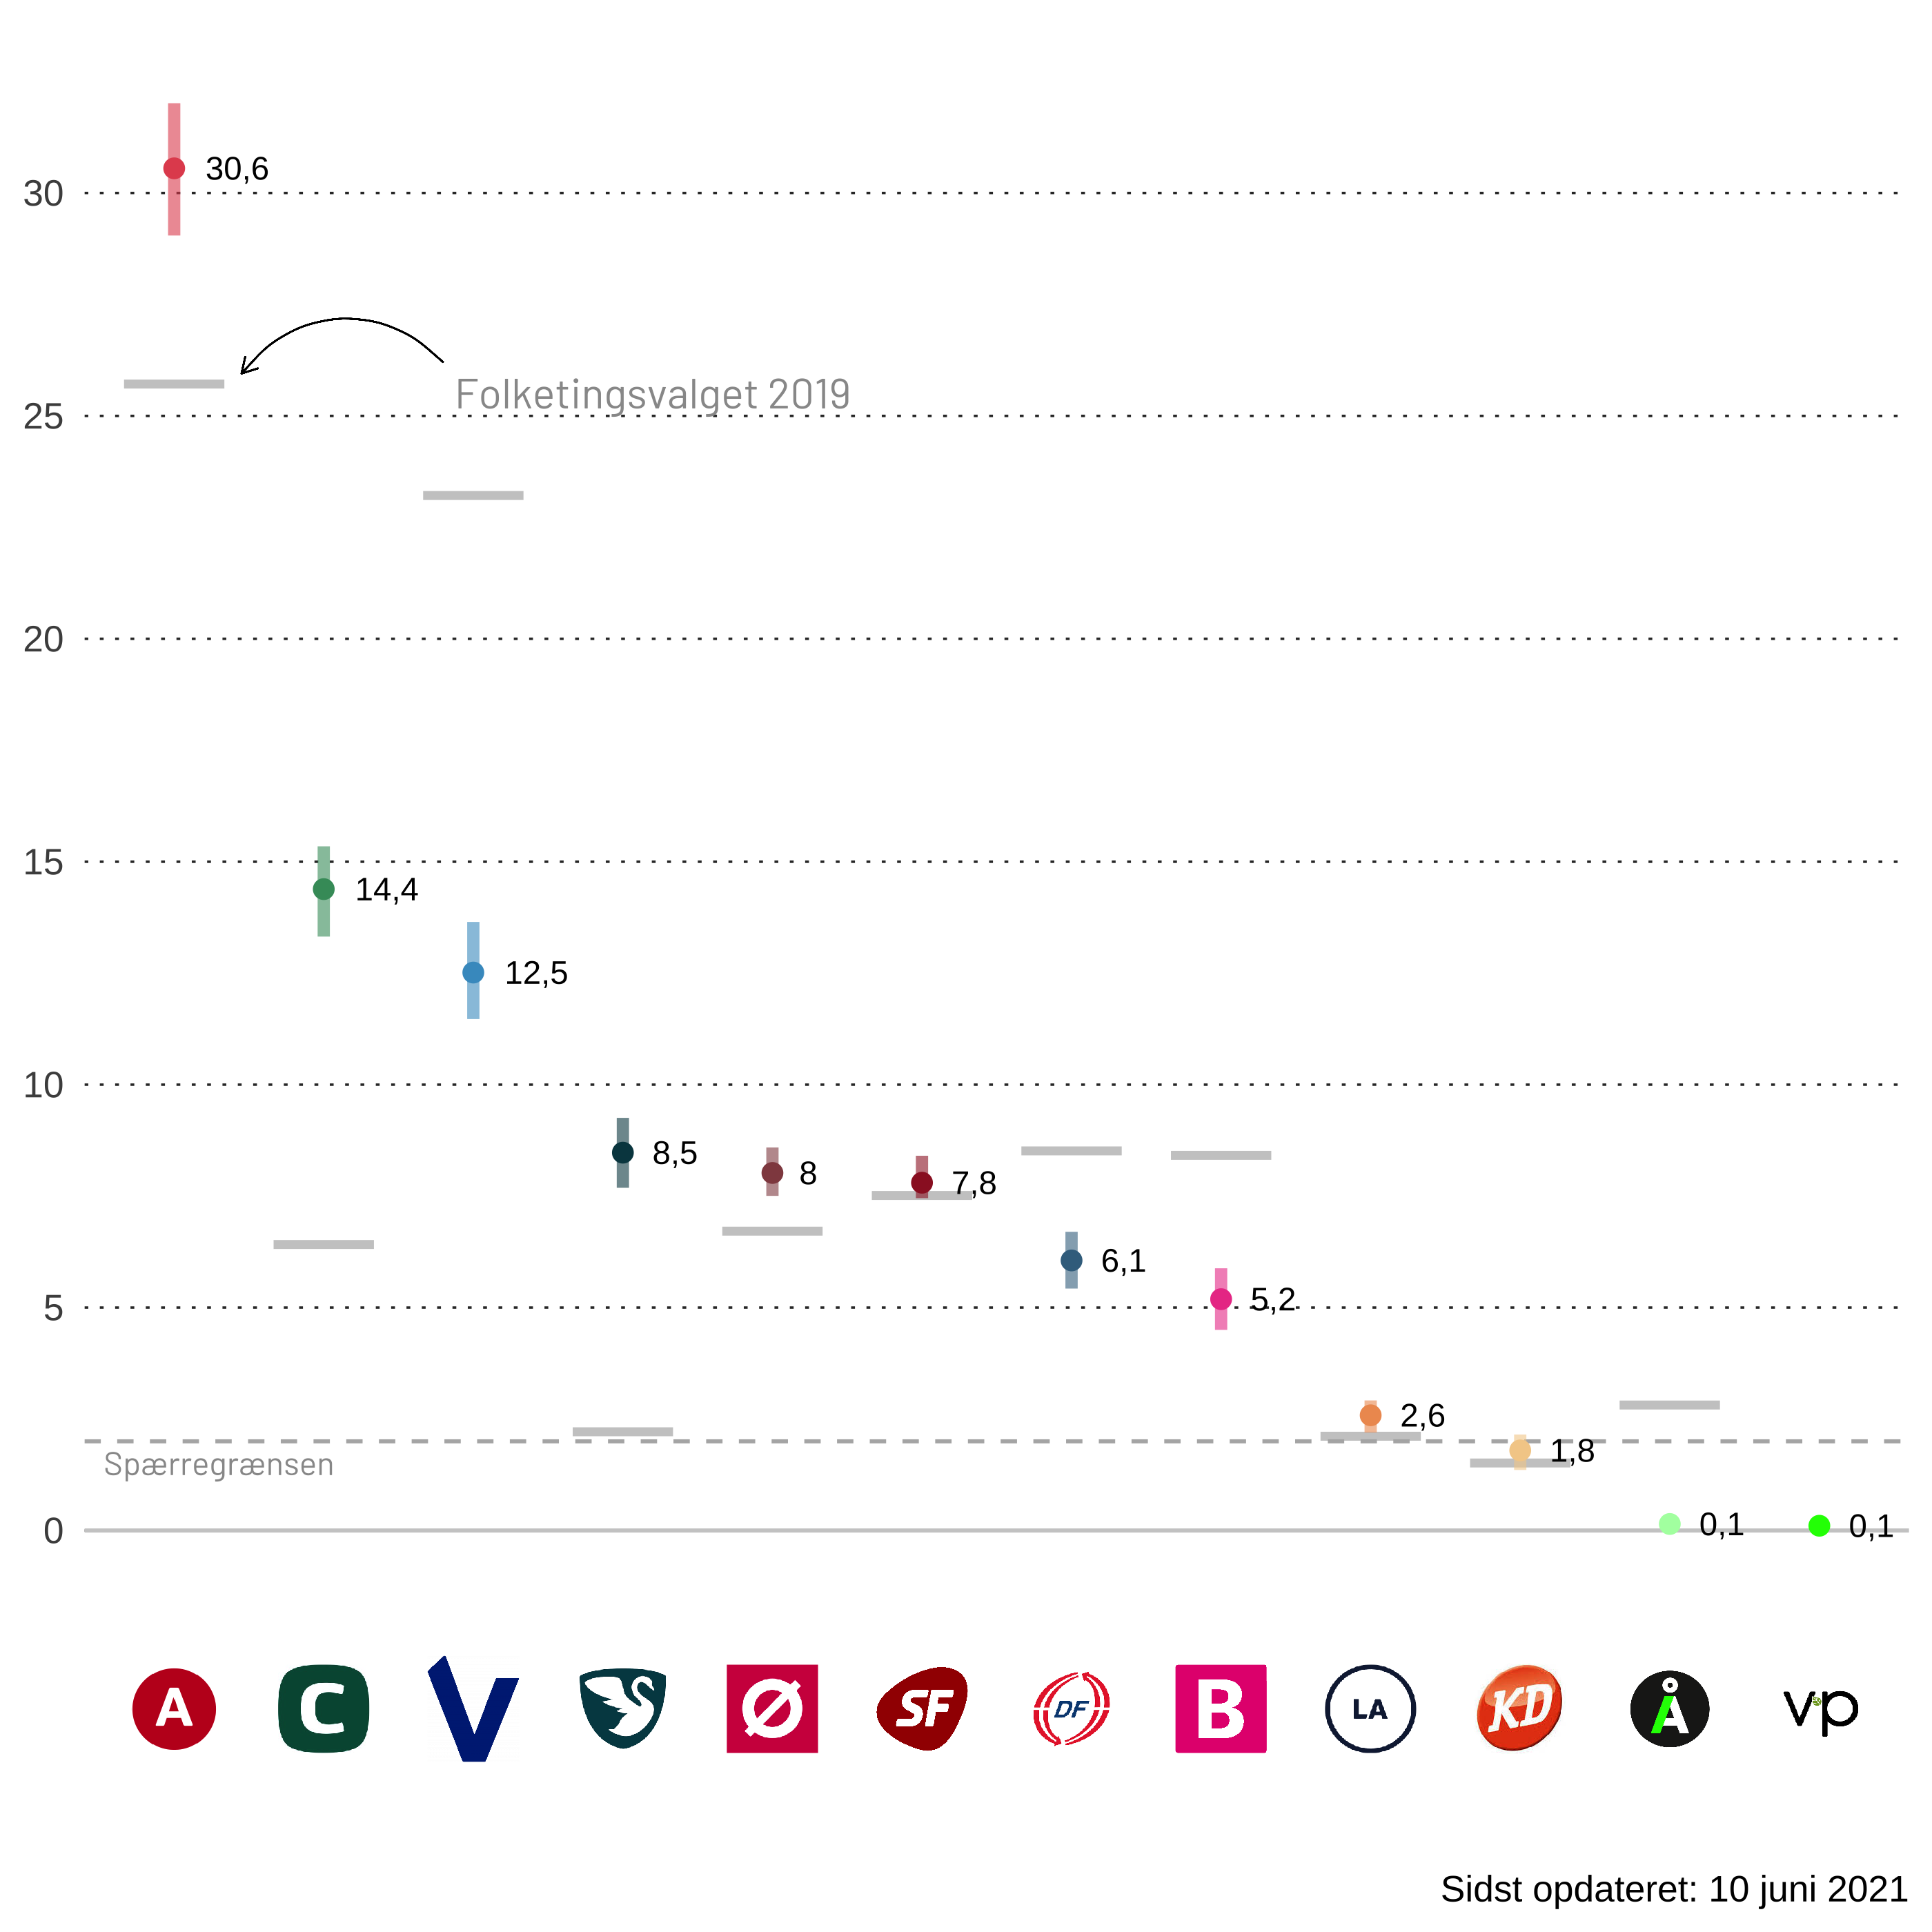 30,6
30
Folketingsvalget 2019
25
20
15
14,4
12,5
10
8,5
8
7,8
6,1
5,2
5
2,6
1,8
Spærregrænsen
0
0,1
0,1
A
C
V
Ø
SF
DF
B
LA
KD
Å
vp
Sidst opdateret: 10 juni 2021